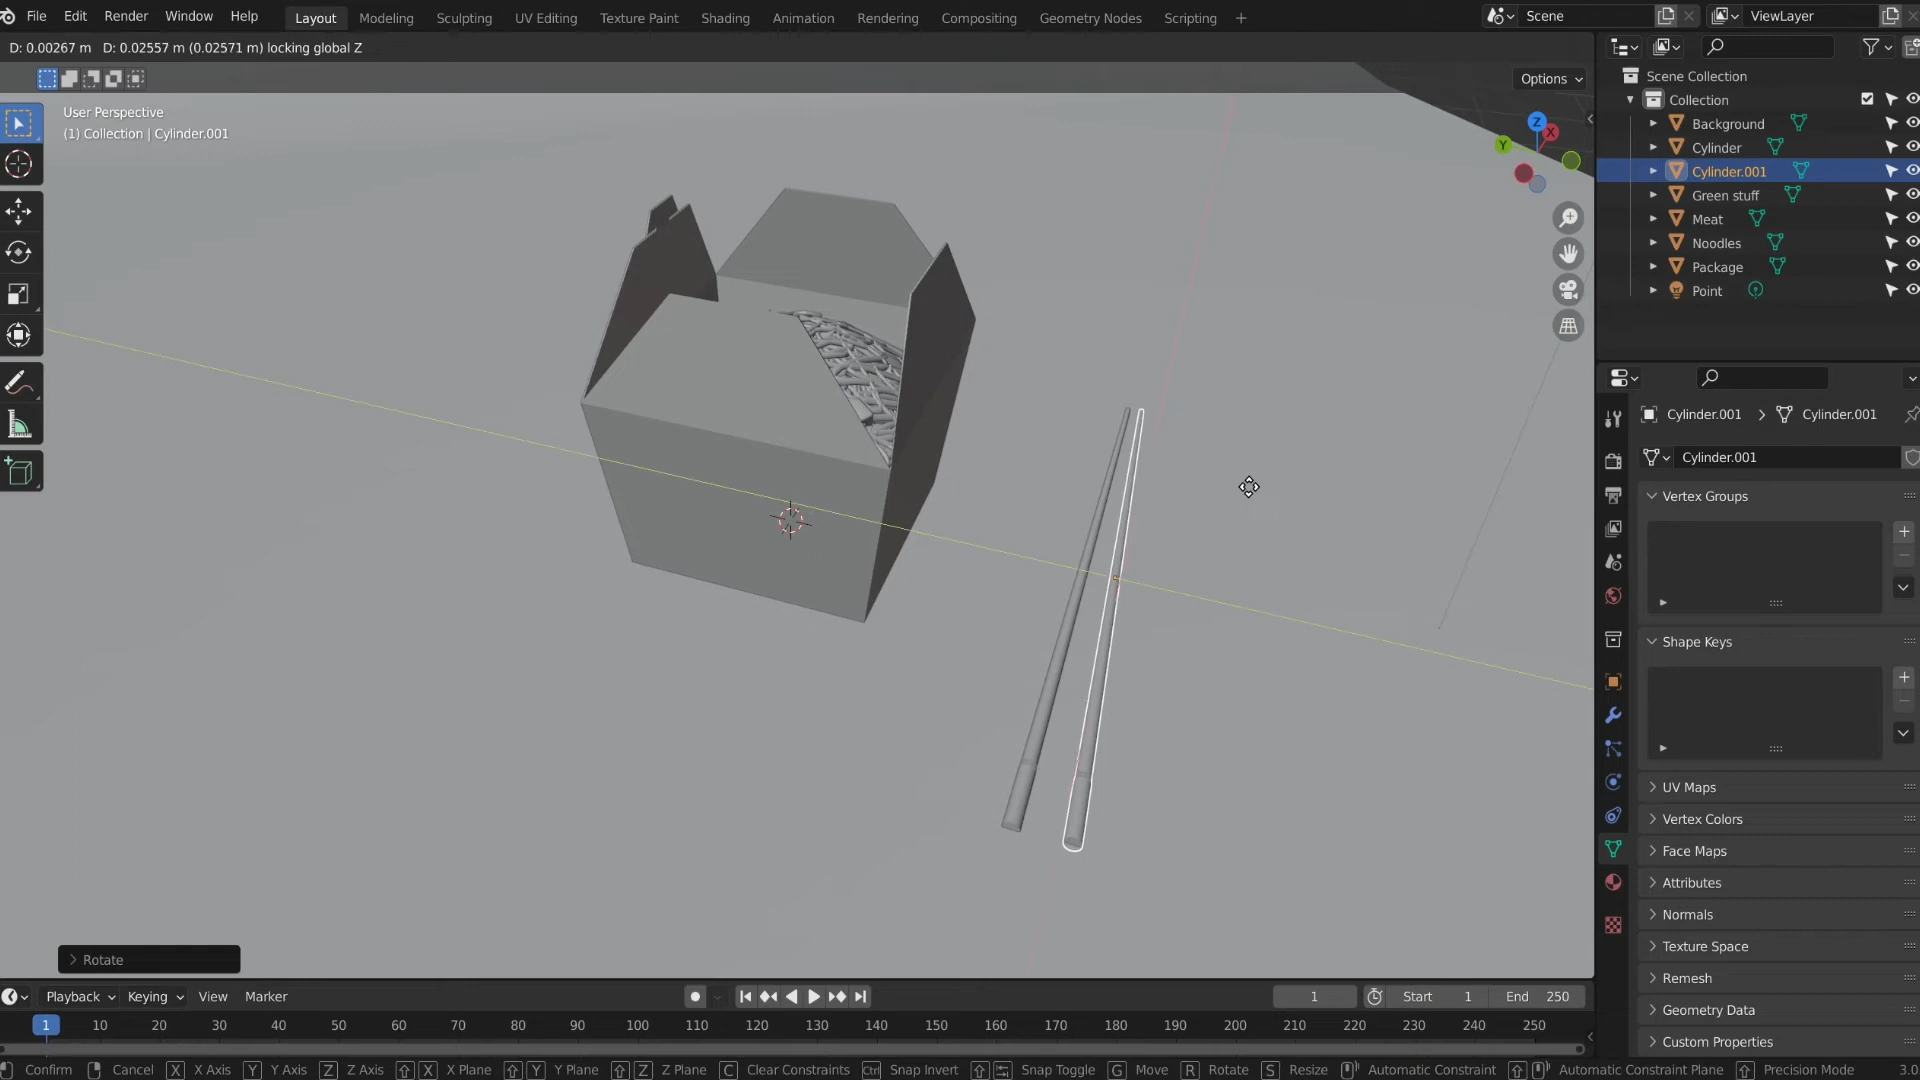 File Edit Render Window Help Layout Modeling Sculpting UV Editing Texture Paint Shading Animation Rendering Compositing Geometry Nodes Scripting + Scene ViewLayer
D: 0.00267 m D: 0.02557 m (0.02571 m) locking global Z
Options
User Perspective
(1) Collection | Cylinder.001
Z
X
Y
Scene Collection
Collection
Background
Cylinder
Cylinder.001
Green stuff
Meat
Noodles
Package
Point
Cylinder.001 > Cylinder.001
Cylinder.001
Vertex Groups
Shape Keys
UV Maps
Vertex Colors
Face Maps
Attributes
Normals
Texture Space
Remesh
Geometry Data
Custom Properties
Rotate
Playback Keying View Marker 1 Start 1 End 250
1 10 20 30 40 50 60 70 80 90 100 110 120 130 140 150 160 170 180 190 200 210 220 230 240 250
Confirm Cancel X X Axis Y Y Axis Z Z Axis X X Plane Y Y Plane Z Z Plane C Clear Constraints Ctrl Snap Invert Snap Toggle G Move R Rotate S Resize Automatic Constraint Automatic Constraint Plane Precision Mode 3.0